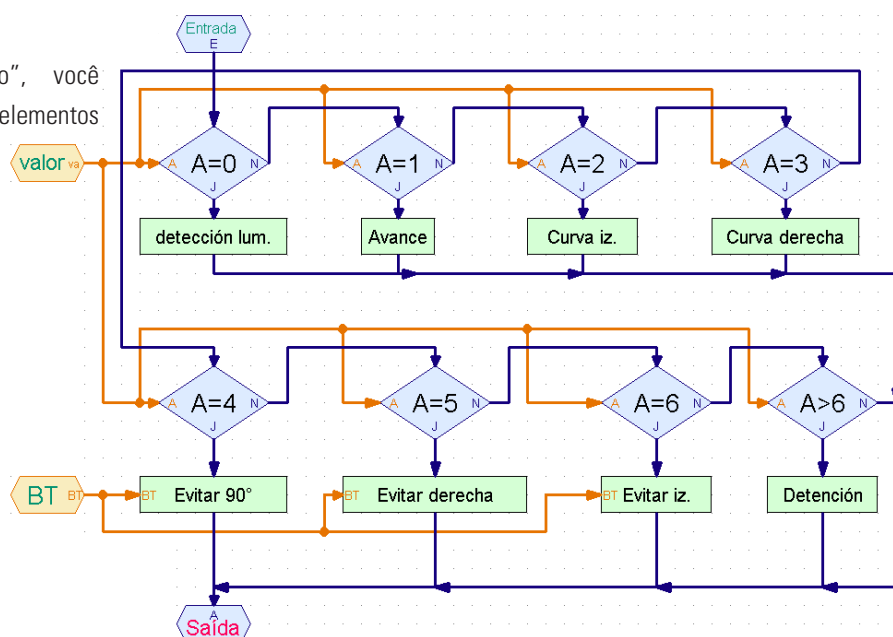 Entrada
E
o”, você
elementos
valor va
A A=0 N
J
A A=1 N
J
A A=2 N
J
A A=3 N
J
detección lum.
Avance
Curva iz.
Curva derecha
A A=4 N
J
A A=5 N
J
A A=6 N
J
A A>6 N
J
BT BT
BT Evitar 90°
BT Evitar derecha
BT Evitar iz.
Detención
A
Saída